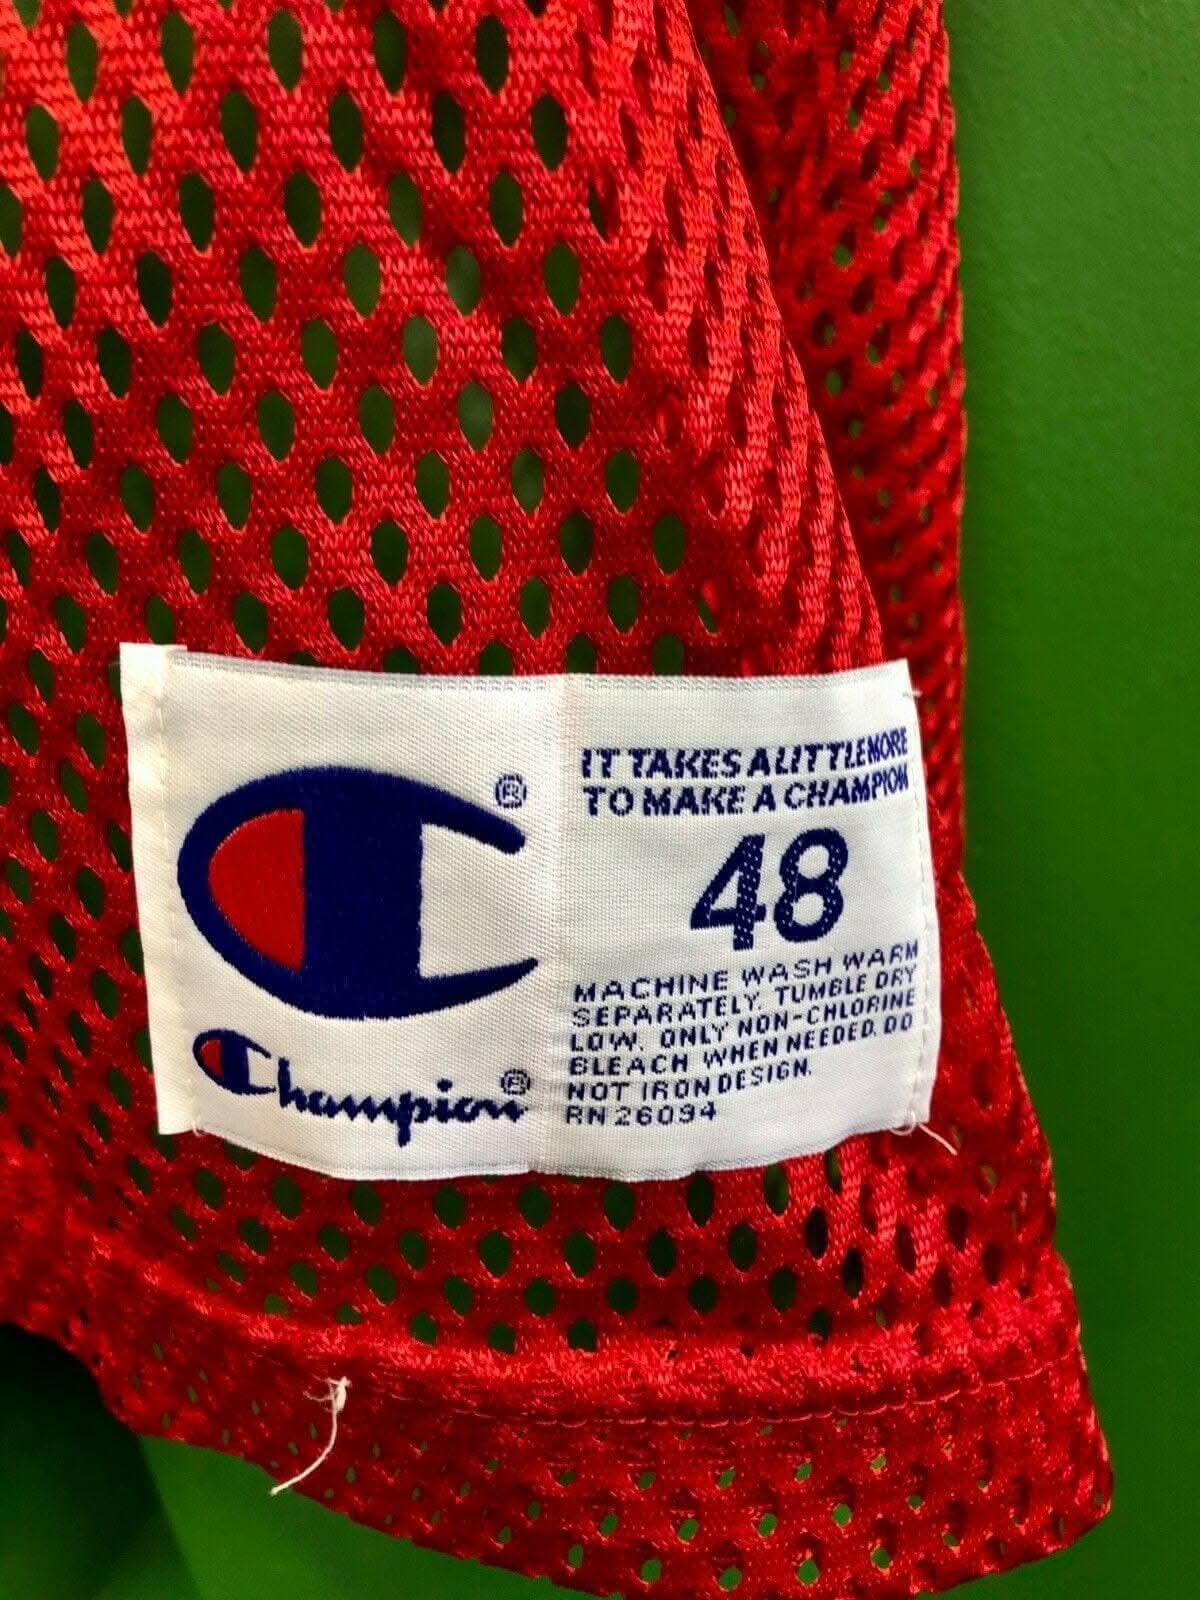 ®
IT TAKES A LITTLE MORE
TO MAKE A CHAMPION
48
MACHINE WASH WARM
SEPARATELY. TUMBLE DRY
LOW. ONLY NON-CHLORINE
BLEACH WHEN NEEDED. DO
NOT IRON DESIGN.
RN 26094
Champion®